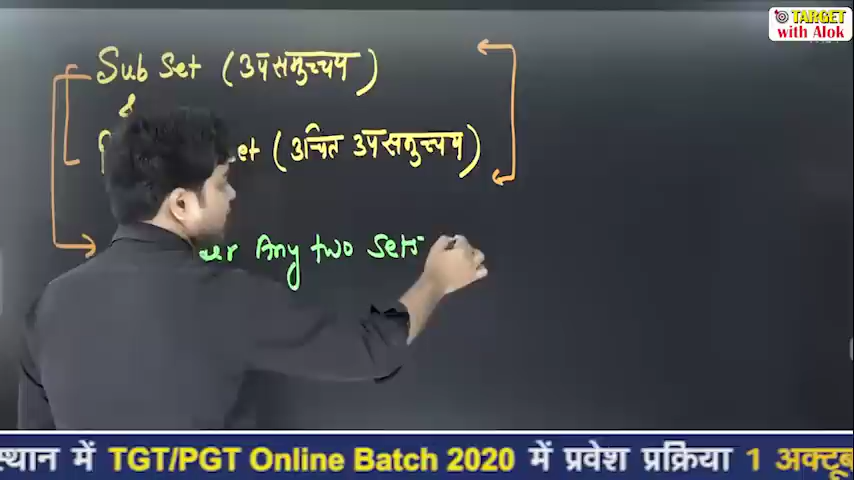 TARGET
with Alok
Sub Set (उपसमुच्चय)
&
et (उचित उपसमुच्चय)
er Any two Sets
स्थान में TGT/PGT Online Batch 2020 में प्रवेश प्रक्रिया 1 अक्टूब